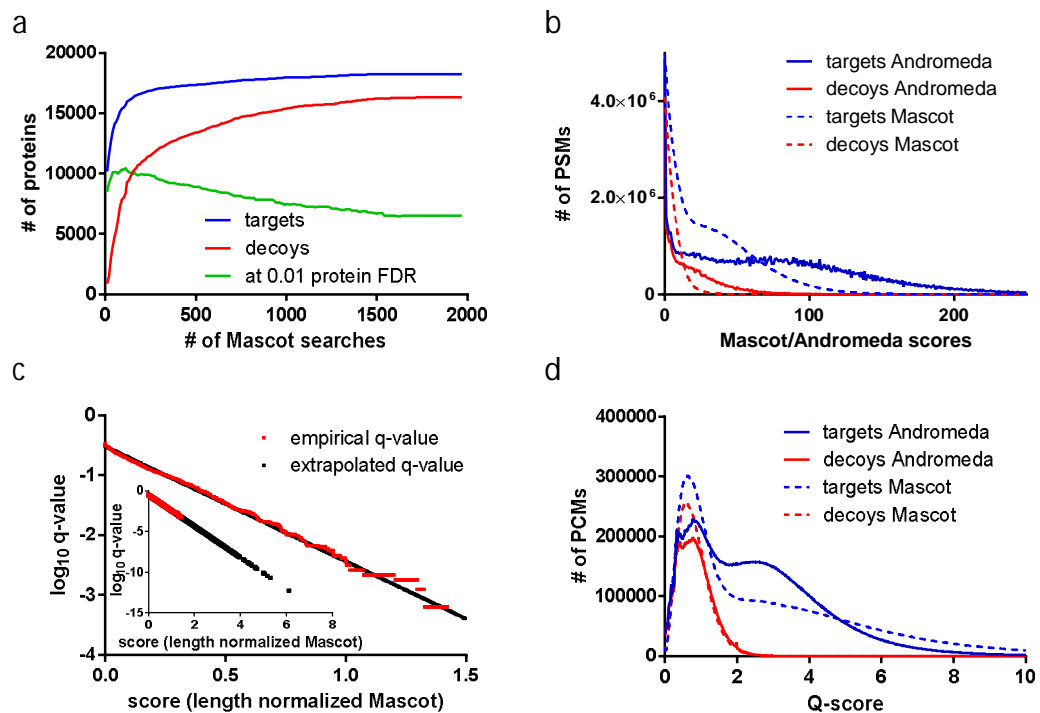 a
20000
15000
10000
5000
0
# of proteins
targets
decoys
at 0.01 protein FDR
0 500 1000 1500 2000
# of Mascot searches
b
4.0×10⁶
2.0×10⁶
0
# of PSMs
targets Andromeda
decoys Andromeda
targets Mascot
decoys Mascot
0 100 200
Mascot/Andromeda scores
c
0
-1
-2
-3
-4
log₁₀ q-value
empirical q-value
extrapolated q-value
0
-5
-10
-15
log₁₀ q-value
0 2 4 6 8
score (length normalized Mascot)
0.0 0.5 1.0 1.5
score (length normalized Mascot)
d
400000
300000
200000
100000
0
# of PCMs
targets Andromeda
decoys Andromeda
targets Mascot
decoys Mascot
0 2 4 6 8 10
Q-score